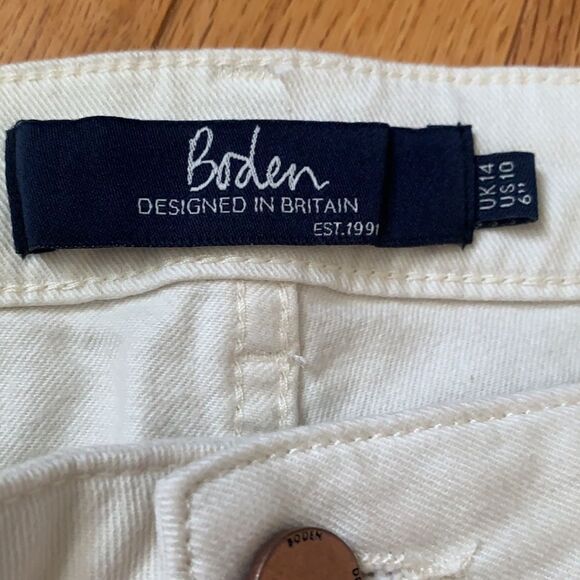 Boden
DESIGNED IN BRITAIN
EST.1991
UK14
US10
6"
BODEN